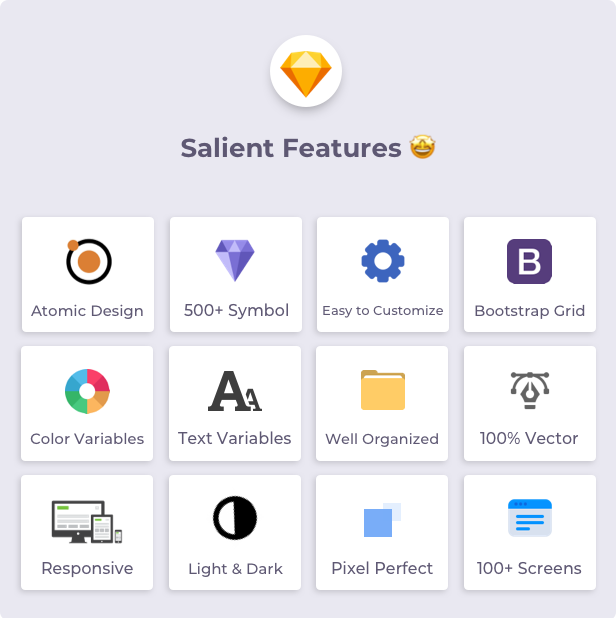 Salient Features 🤩
Atomic Design
500+ Symbol
Easy to Customize
B
Bootstrap Grid
Color Variables
AA
Text Variables
Well Organized
100% Vector
Responsive
Light & Dark
Pixel Perfect
100+ Screens